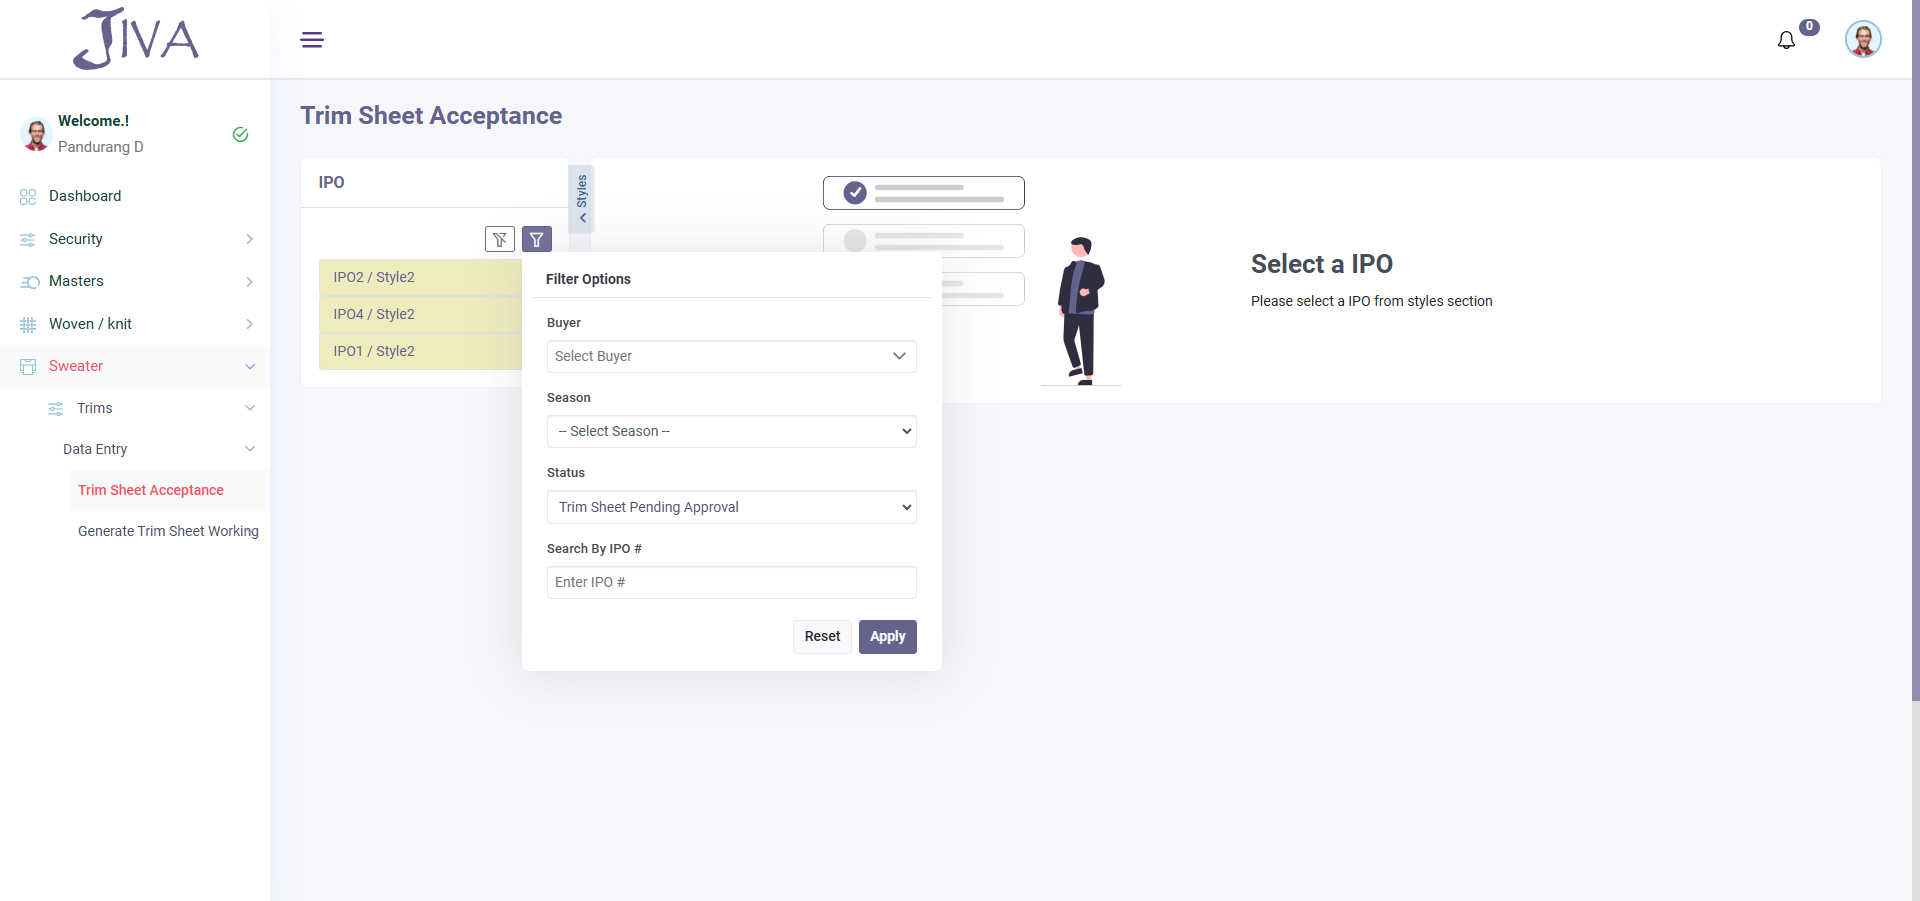 JIVA
0
Welcome.!
Pandurang D
Dashboard
Security
Masters
Woven / knit
Sweater
Trims
Data Entry
Trim Sheet Acceptance
Generate Trim Sheet Working
Trim Sheet Acceptance
IPO
Styles
IPO2 / Style2
IPO4 / Style2
IPO1 / Style2
Filter Options
Buyer
Select Buyer
Season
-- Select Season --
Status
Trim Sheet Pending Approval
Search By IPO #
Enter IPO #
Reset
Apply
Select a IPO
Please select a IPO from styles section